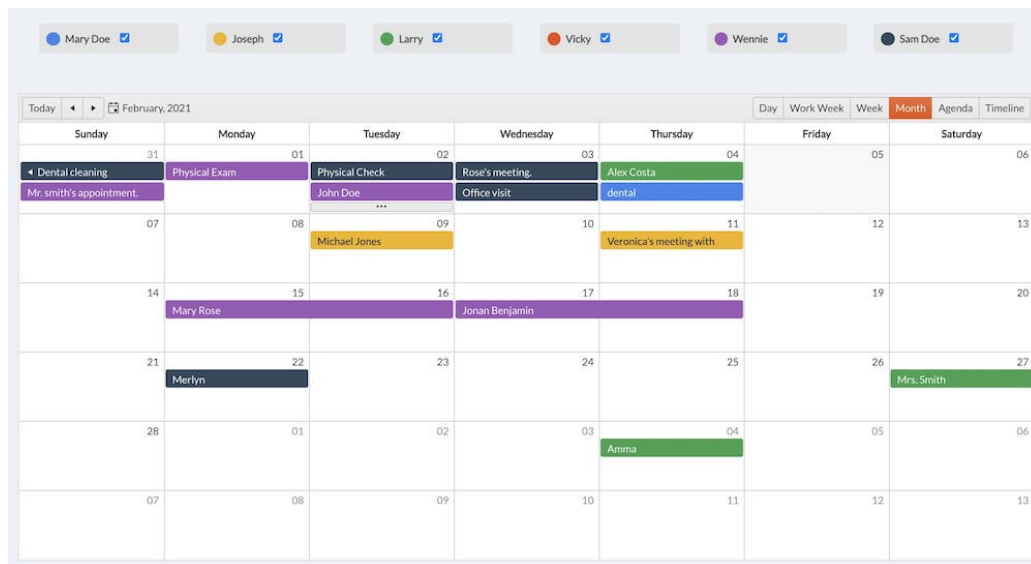 Mary Doe
Joseph
Larry
Vicky
Wennie
Sam Doe
Today
February, 2021
Day Work Week Week Month Agenda Timeline
Sunday Monday Tuesday Wednesday Thursday Friday Saturday
31 01 02 03 04 05 06
Dental cleaning
Physical Exam
Physical Check
Rose's meeting.
Alex Costa
Mr. smith's appointment.
John Doe
Office visit
dental
...
07 08 09 10 11 12 13
Michael Jones
Veronica's meeting with
14 15 16 17 18 19 20
Mary Rose
Jonan Benjamin
21 22 23 24 25 26 27
Merlyn
Mrs. Smith
28 01 02 03 04 05 06
Amma
07 08 09 10 11 12 13